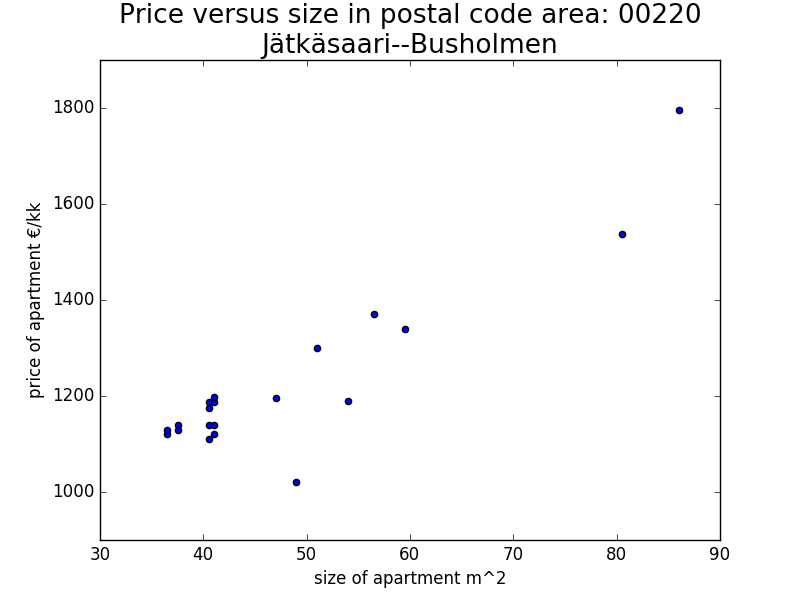 Price versus size in postal code area: 00220
Jätkäsaari--Busholmen
1800
1600
1400
1200
1000
price of apartment €/kk
30 40 50 60 70 80 90
size of apartment m^2